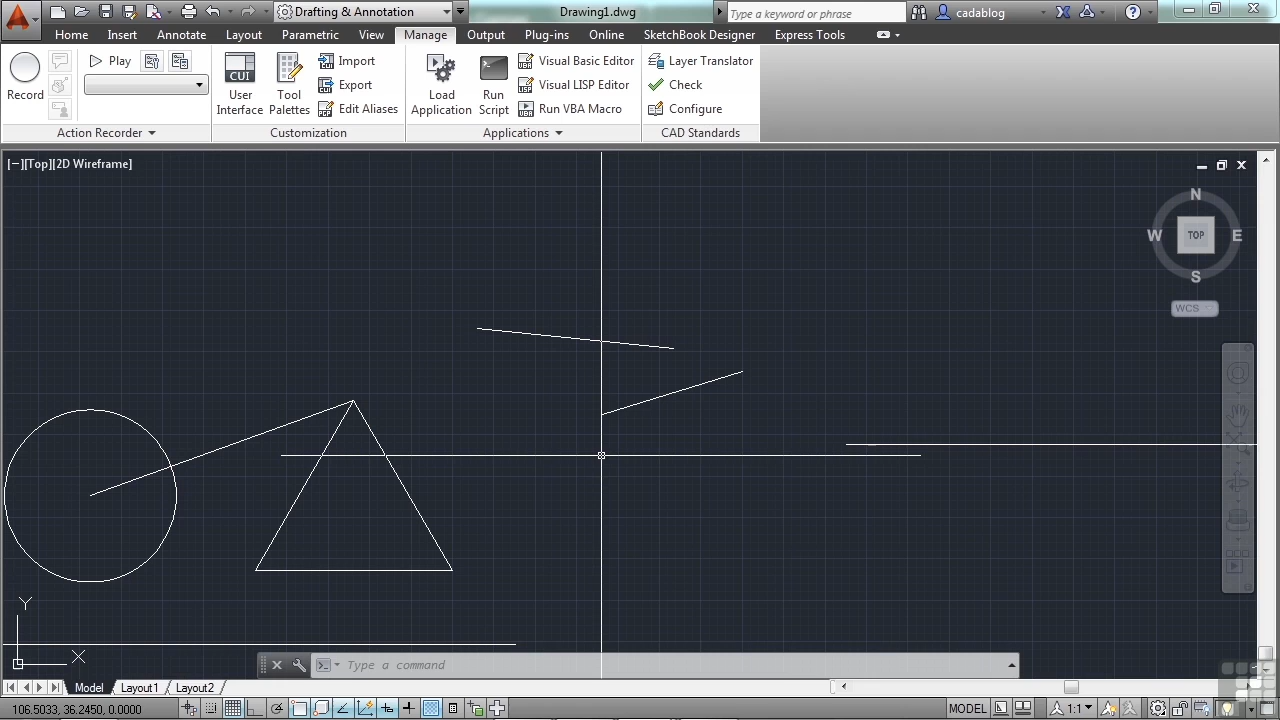 Drafting & Annotation
Drawing1.dwg
Type a keyword or phrase
cadablog
Home
Insert
Annotate
Layout
Parametric
View
Manage
Output
Plug-ins
Online
SketchBook Designer
Express Tools
Record
Play
Action Recorder
CUI
User
Interface
Tool
Palettes
Import
Export
Edit Aliases
Customization
Load
Application
Run
Script
Visual Basic Editor
Visual LISP Editor
Run VBA Macro
Applications
Layer Translator
Check
Configure
CAD Standards
[−][Top][2D Wireframe]
N
W
TOP
E
S
WCS
Y
X
Type a command
Model
Layout1
Layout2
106.5033, 36.2450, 0.0000
MODEL
1:1